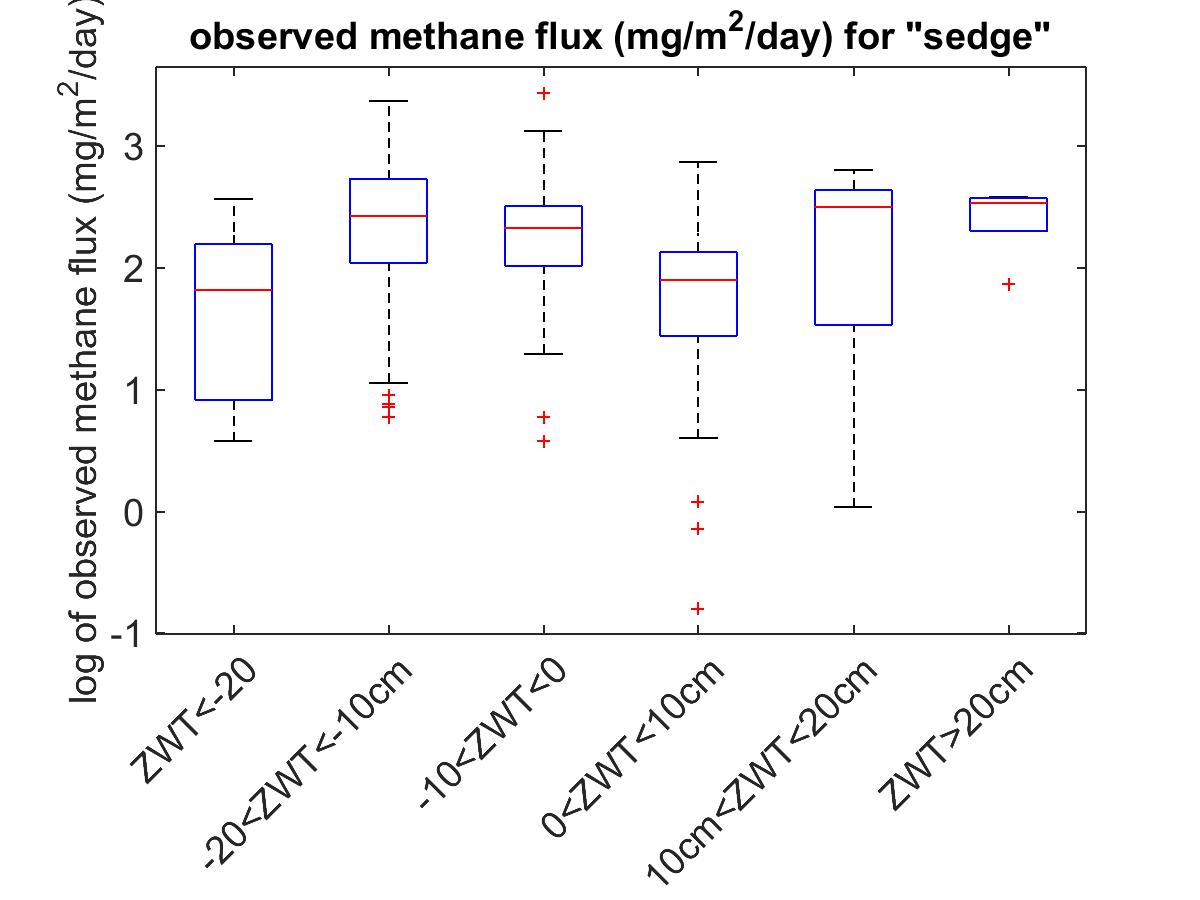 observed methane flux (mg/m²/day) for "sedge"
log of observed methane flux (mg/m²/day)
3
2
1
0
-1
ZWT<-20
-20<ZWT<-10cm
-10<ZWT<0
0<ZWT<10cm
10cm<ZWT<20cm
ZWT>20cm